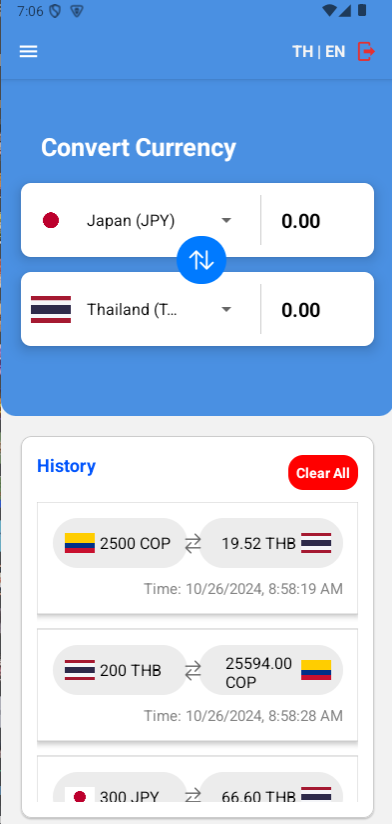 7:06
TH | EN
Convert Currency
Japan (JPY)
0.00
Thailand (T...
0.00
History
Clear All
2500 COP
19.52 THB
Time: 10/26/2024, 8:58:19 AM
200 THB
25594.00
COP
Time: 10/26/2024, 8:58:28 AM
300 JPY
66.60 THB